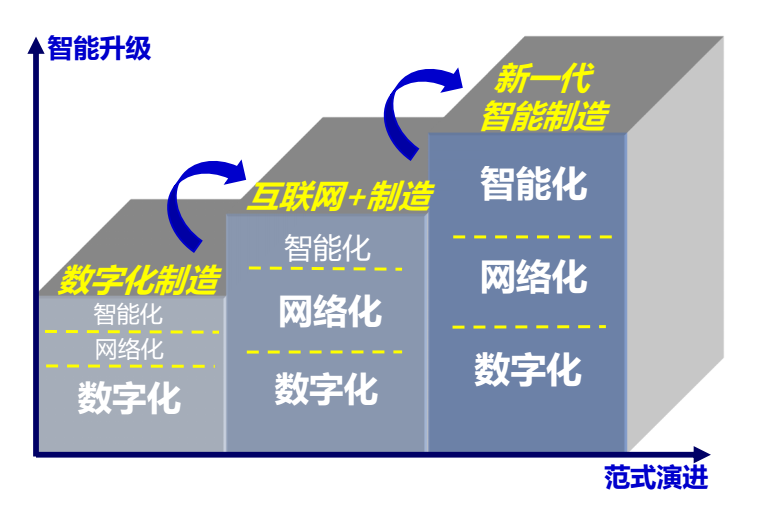 智能升级
新一代
智能制造
互联网+制造
数字化制造
智能化
网络化
数字化
智能化
网络化
数字化
智能化
网络化
数字化
范式演进